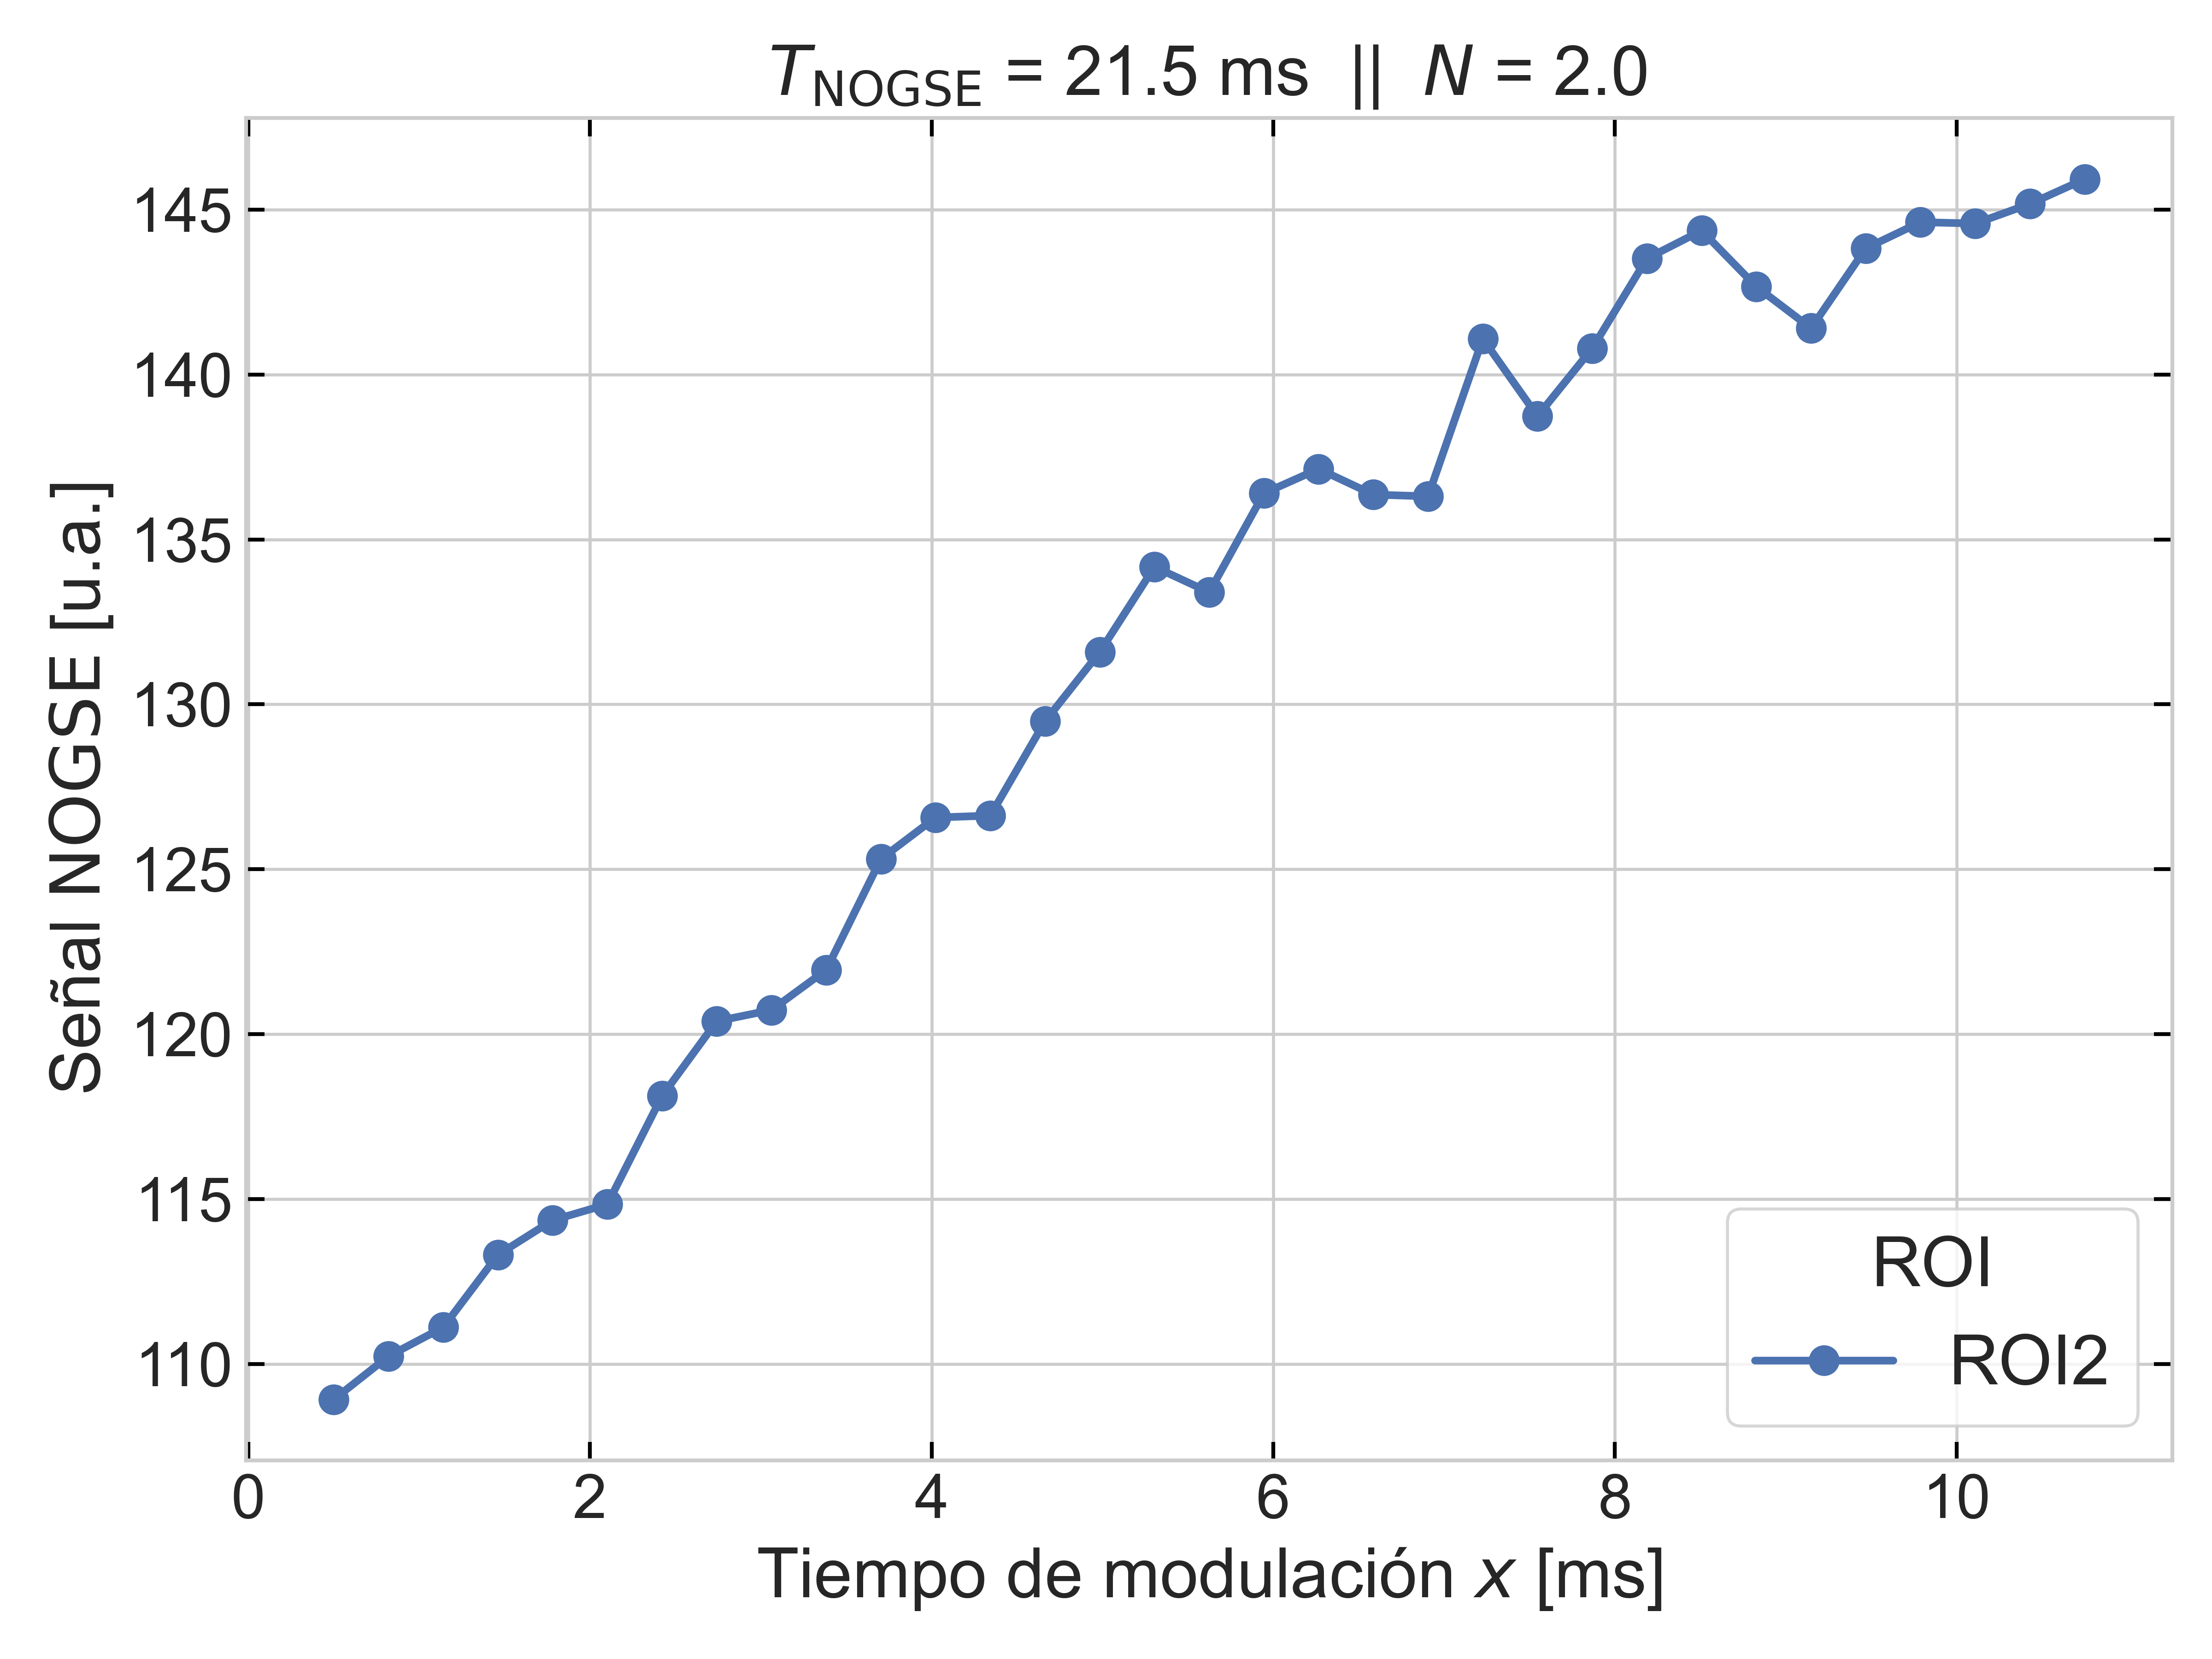 T_NOGSE = 21.5 ms || N = 2.0
Señal NOGSE [u.a.]
145
140
135
130
125
120
115
110
ROI
ROI2
0 2 4 6 8 10
Tiempo de modulación x [ms]